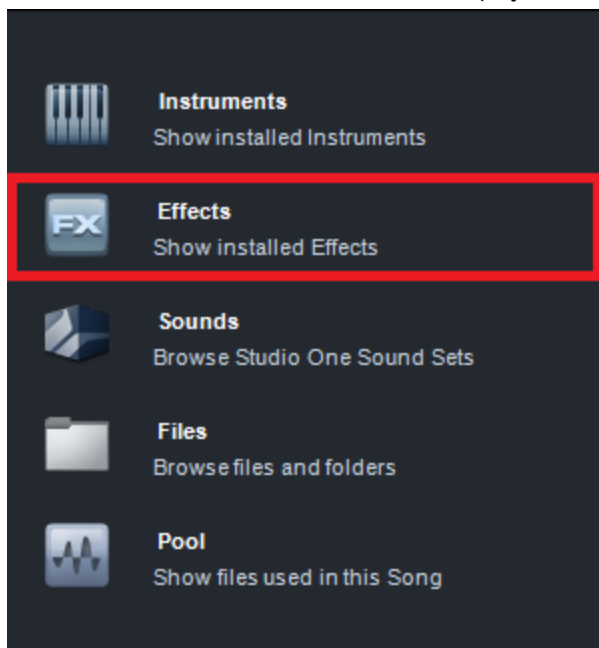 Instruments
Show installed Instruments
FX
Effects
Show installed Effects
Sounds
Browse Studio One Sound Sets
Files
Browse files and folders
Pool
Show files used in this Song